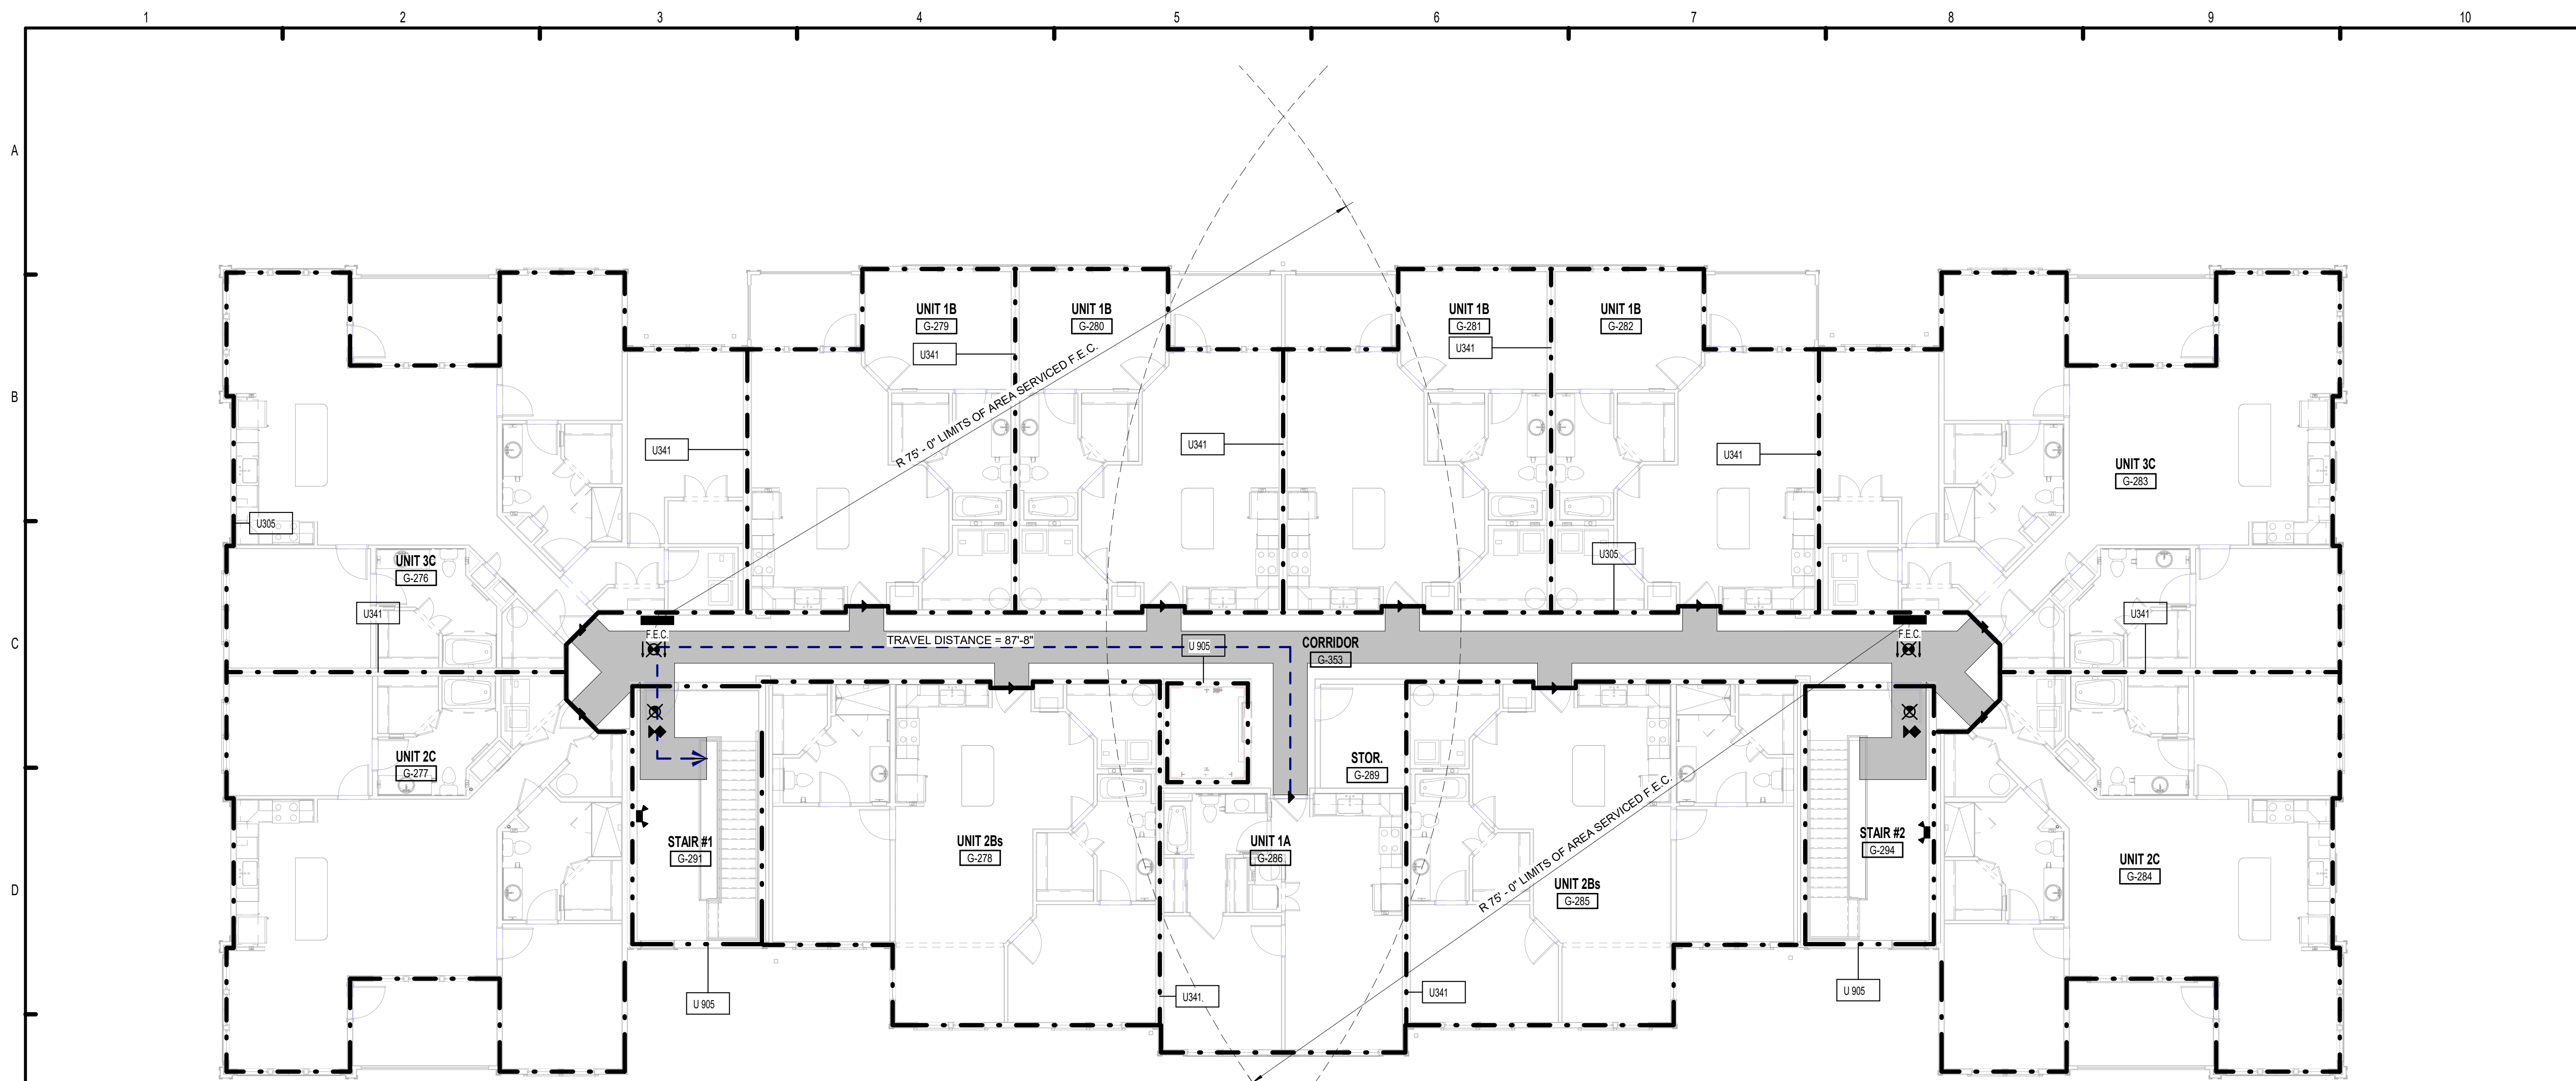 1 2 3 4 5 6 7 8 9 10
A
B
C
D
UNIT 1B
G-279
UNIT 1B
G-280
UNIT 1B
G-281
UNIT 1B
G-282
U341
U341
R 75' - 0" LIMITS OF AREA SERVICED F.E.C.
U341
U341
U341
UNIT 3C
G-283
U305
U305
UNIT 3C
G-276
U341
U341
F.E.C.
TRAVEL DISTANCE = 87'-8"
U 905
CORRIDOR
G-353
F.E.C.
UNIT 2C
G-277
STOR.
G-289
STAIR #1
G-291
UNIT 2Bs
G-278
UNIT 1A
G-286
R 75' - 0" LIMITS OF AREA SERVICED F.E.C.
UNIT 2Bs
G-285
STAIR #2
G-294
UNIT 2C
G-284
U 905
U341
U341
U 905